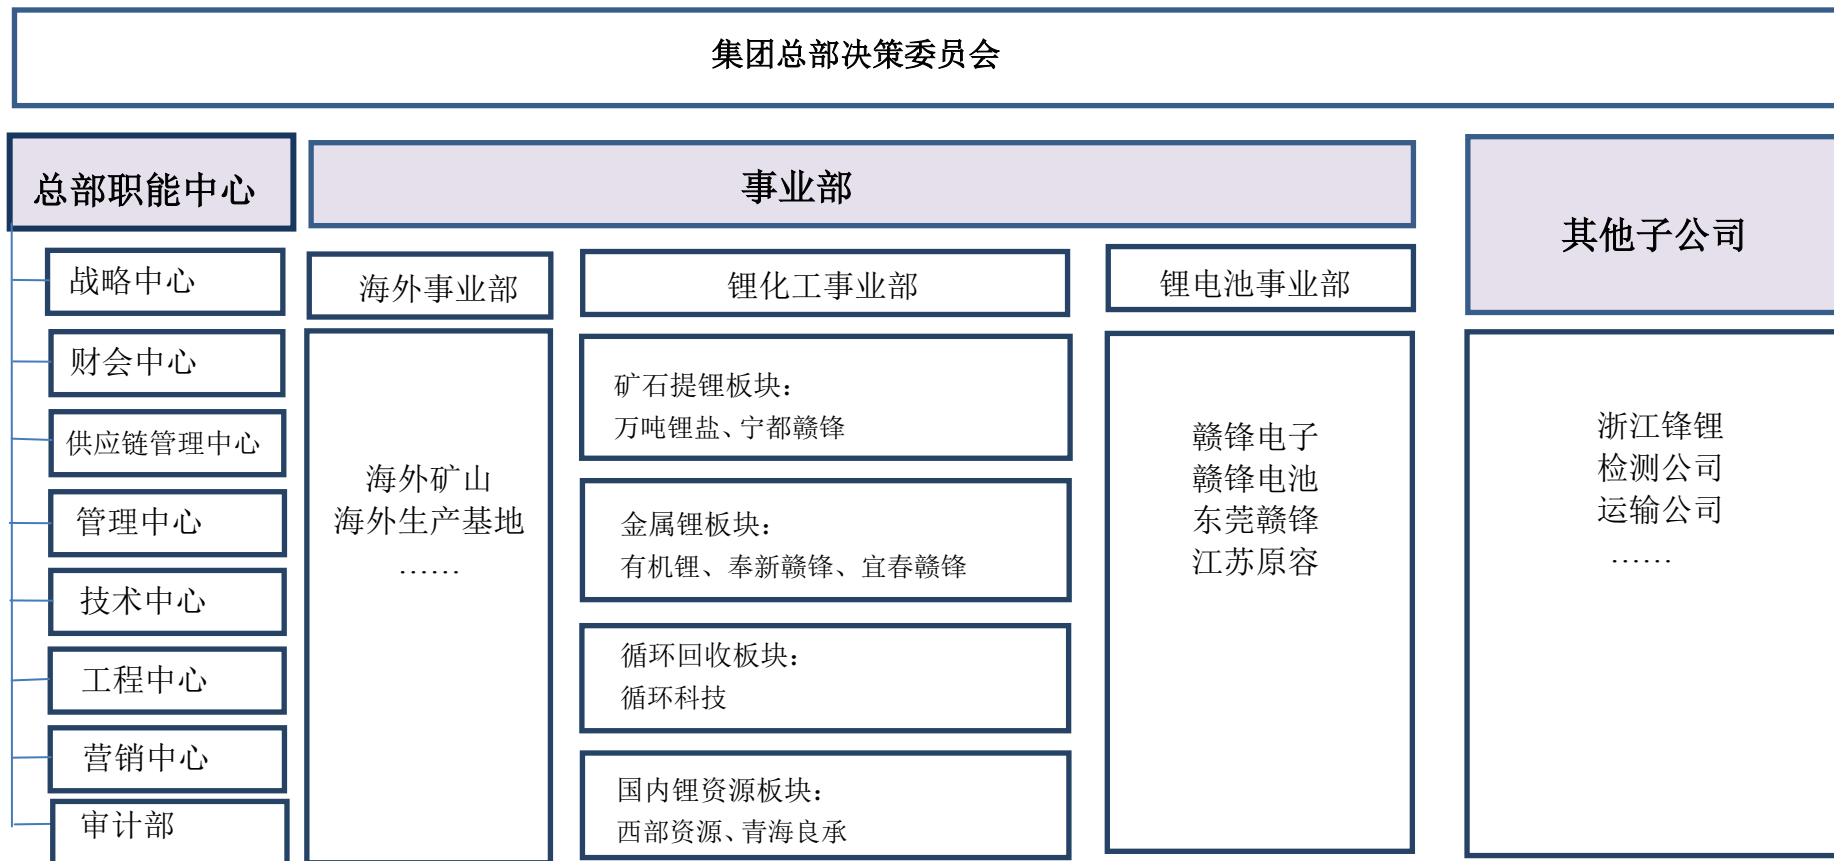 集团总部决策委员会
总部职能中心
战略中心
财会中心
供应链管理中心
管理中心
技术中心
工程中心
营销中心
审计部
事业部
海外事业部
海外矿山
海外生产基地
……
锂化工事业部
矿石提锂板块：
万吨锂盐、宁都赣锋
金属锂板块：
有机锂、奉新赣锋、宜春赣锋
循环回收板块：
循环科技
国内锂资源板块：
西部资源、青海良承
锂电池事业部
赣锋电子
赣锋电池
东莞赣锋
江苏原容
其他子公司
浙江锋锂
检测公司
运输公司
……